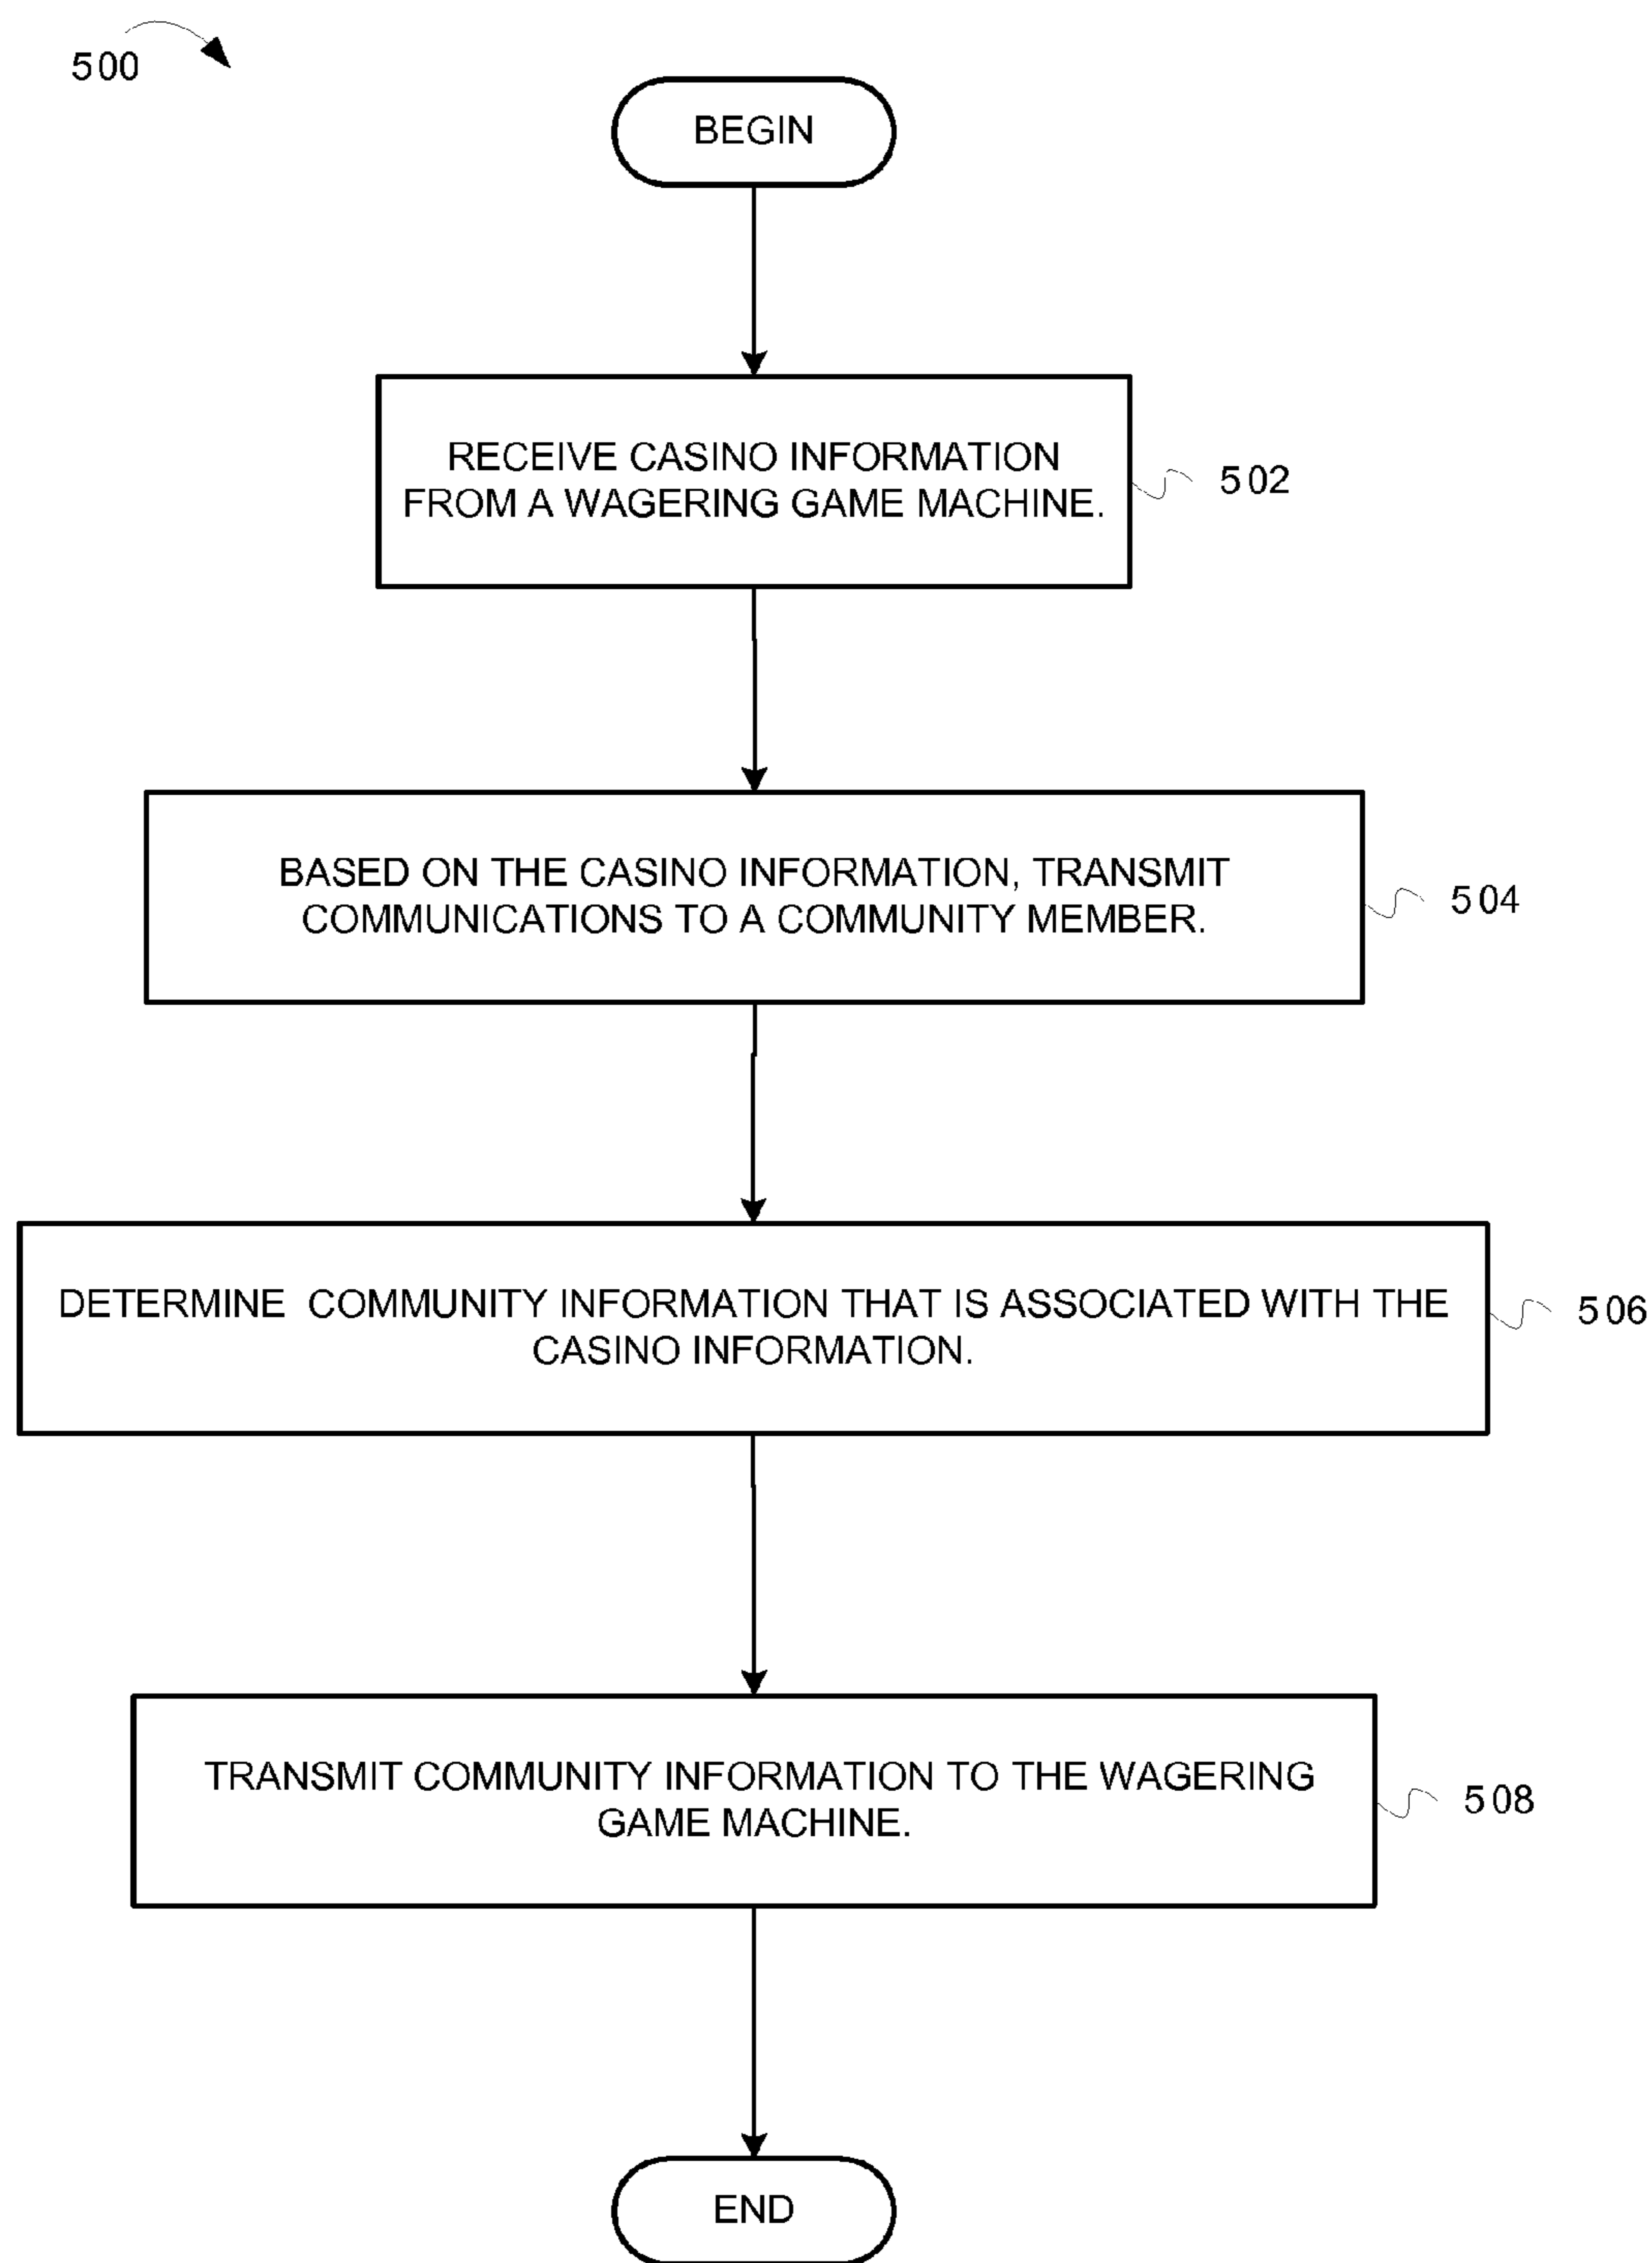 500
BEGIN
RECEIVE CASINO INFORMATION
FROM A WAGERING GAME MACHINE.
502
BASED ON THE CASINO INFORMATION, TRANSMIT
COMMUNICATIONS TO A COMMUNITY MEMBER.
504
DETERMINE COMMUNITY INFORMATION THAT IS ASSOCIATED WITH THE
CASINO INFORMATION.
506
TRANSMIT COMMUNITY INFORMATION TO THE WAGERING
GAME MACHINE.
508
END